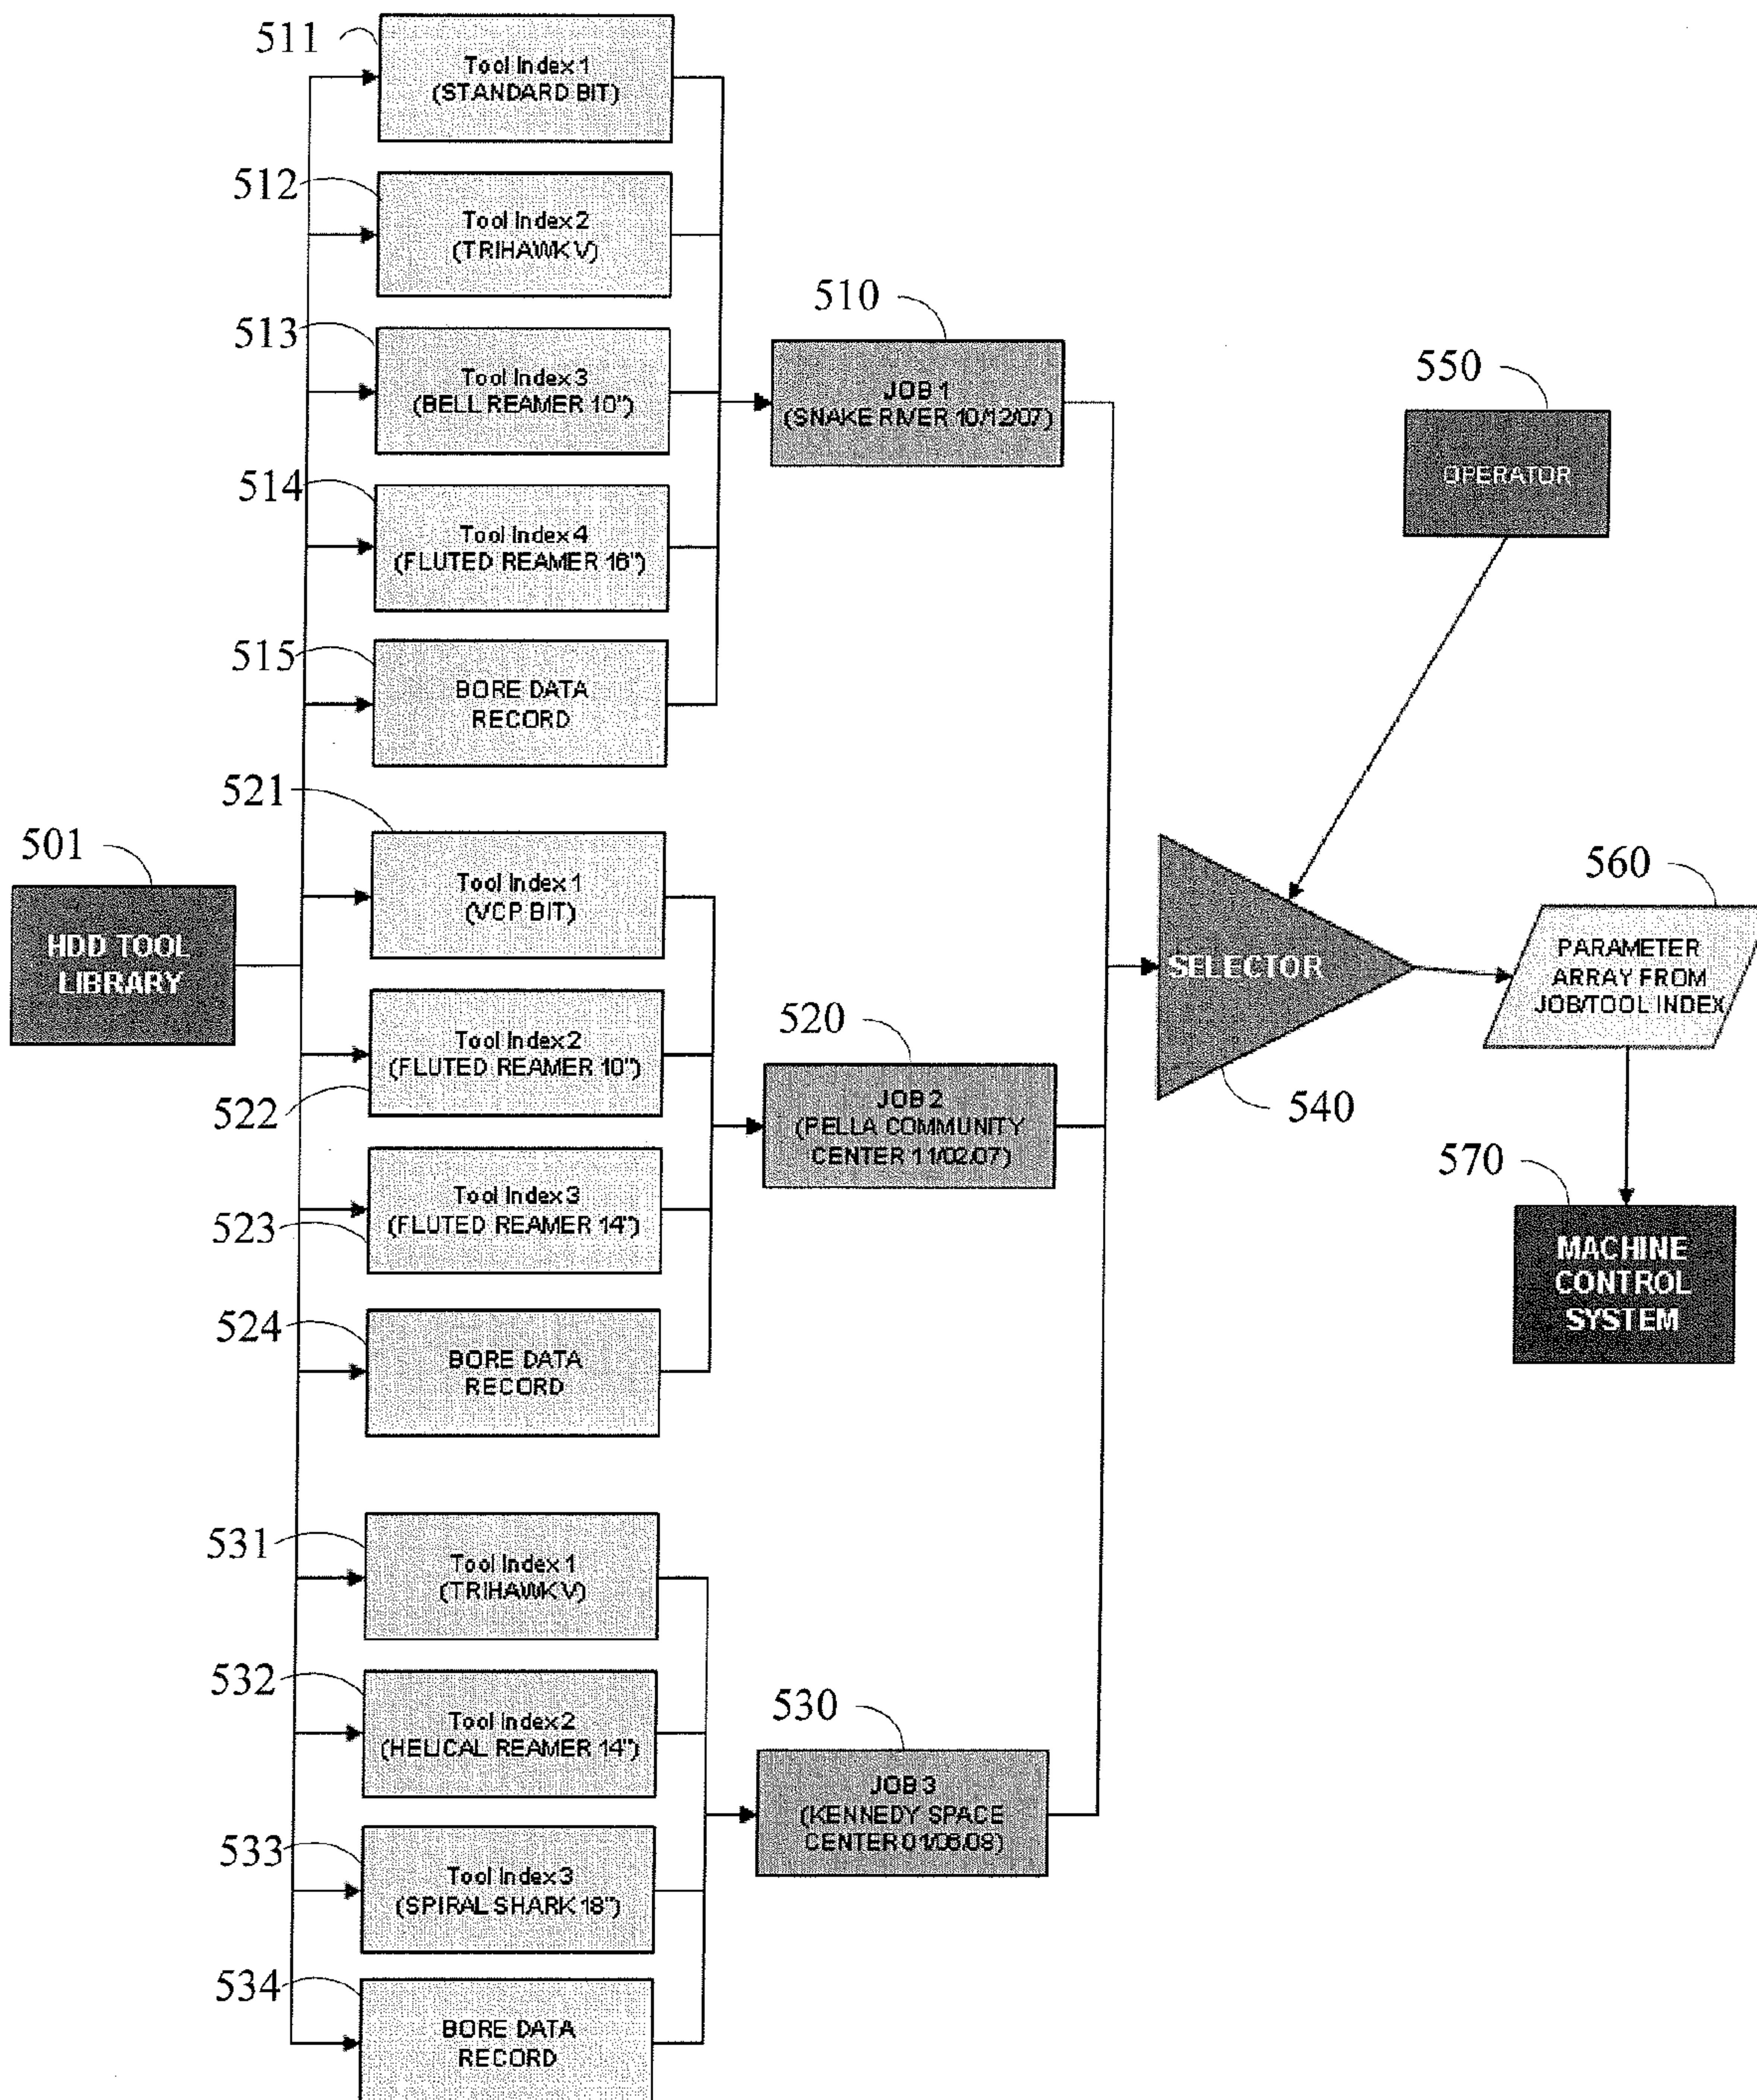 511
Tool Index 1
(STANDARD BIT)
512
Tool Index 2
(TRIHAWK V)
513
Tool Index 3
(BELL REAMER 10")
514
Tool Index 4
(FLUTED REAMER 16")
515
BORE DATA
RECORD
510
JOB 1
(SNAKE RIVER 10/12/07)
550
OPERATOR
501
HDD TOOL
LIBRARY
521
Tool Index 1
(VCP BIT)
522
Tool Index 2
(FLUTED REAMER 10")
523
Tool Index 3
(FLUTED REAMER 14")
524
BORE DATA
RECORD
520
JOB 2
(PELLA COMMUNITY
CENTER 11/02/07)
SELECTOR
540
560
PARAMETER
ARRAY FROM
JOB/TOOL INDEX
570
MACHINE
CONTROL
SYSTEM
531
Tool Index 1
(TRIHAWK V)
532
Tool Index 2
(HELICAL REAMER 14")
533
Tool Index 3
(SPIRAL SHARK 18")
534
BORE DATA
RECORD
530
JOB 3
(KENNEDY SPACE
CENTER 01/06/08)